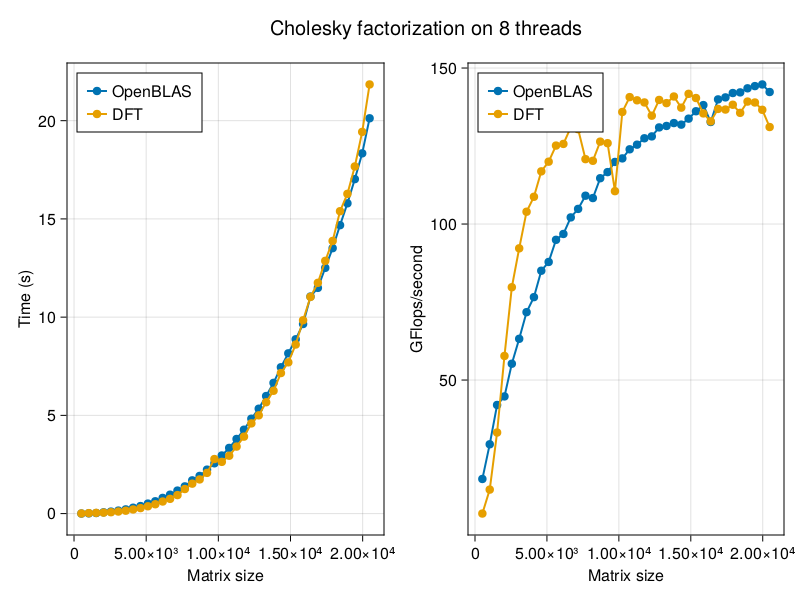 Cholesky factorization on 8 threads
OpenBLAS
DFT
Time (s)
20
15
10
5
0
0
5.00×10³
1.00×10⁴
1.50×10⁴
2.00×10⁴
Matrix size
OpenBLAS
DFT
GFlops/second
150
100
50
0
5.00×10³
1.00×10⁴
1.50×10⁴
2.00×10⁴
Matrix size